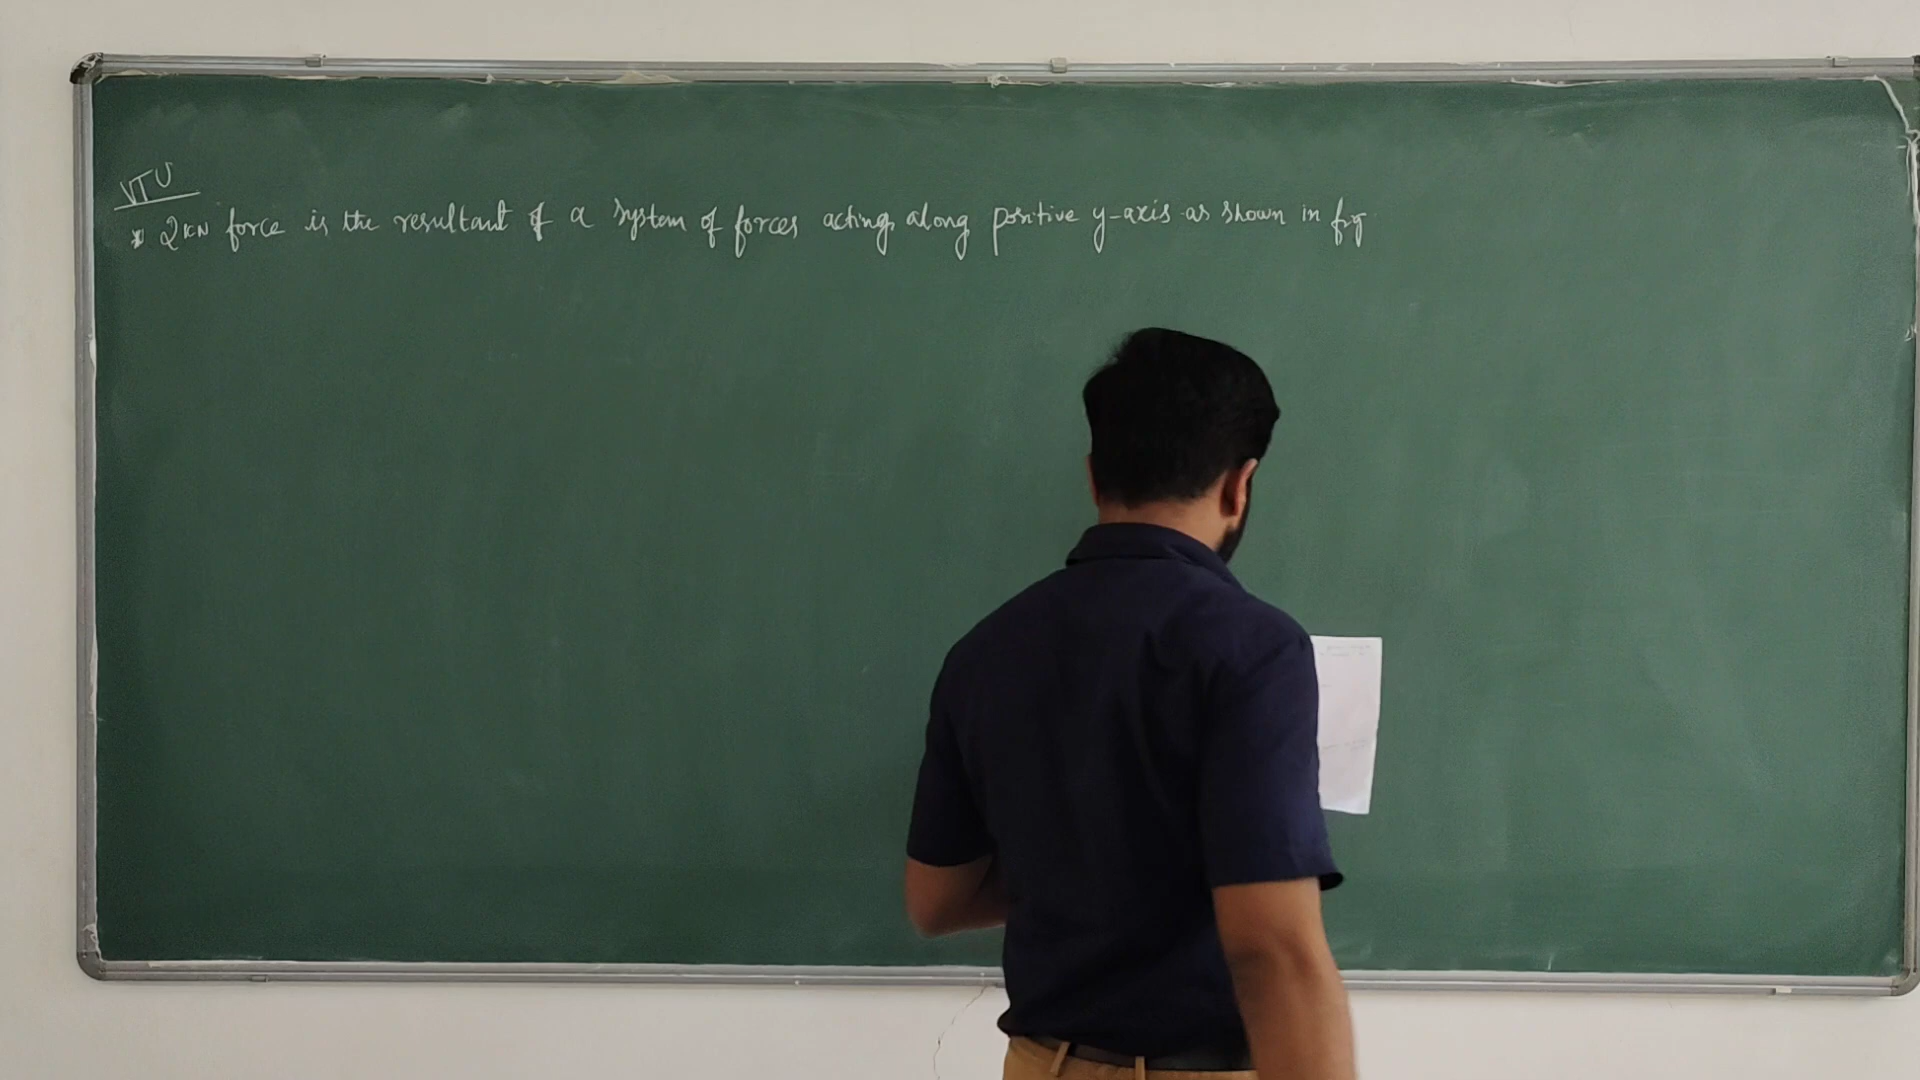 VTU
* 2KN force is the resultant of a system of forces acting along positive y-axis as shown in fig